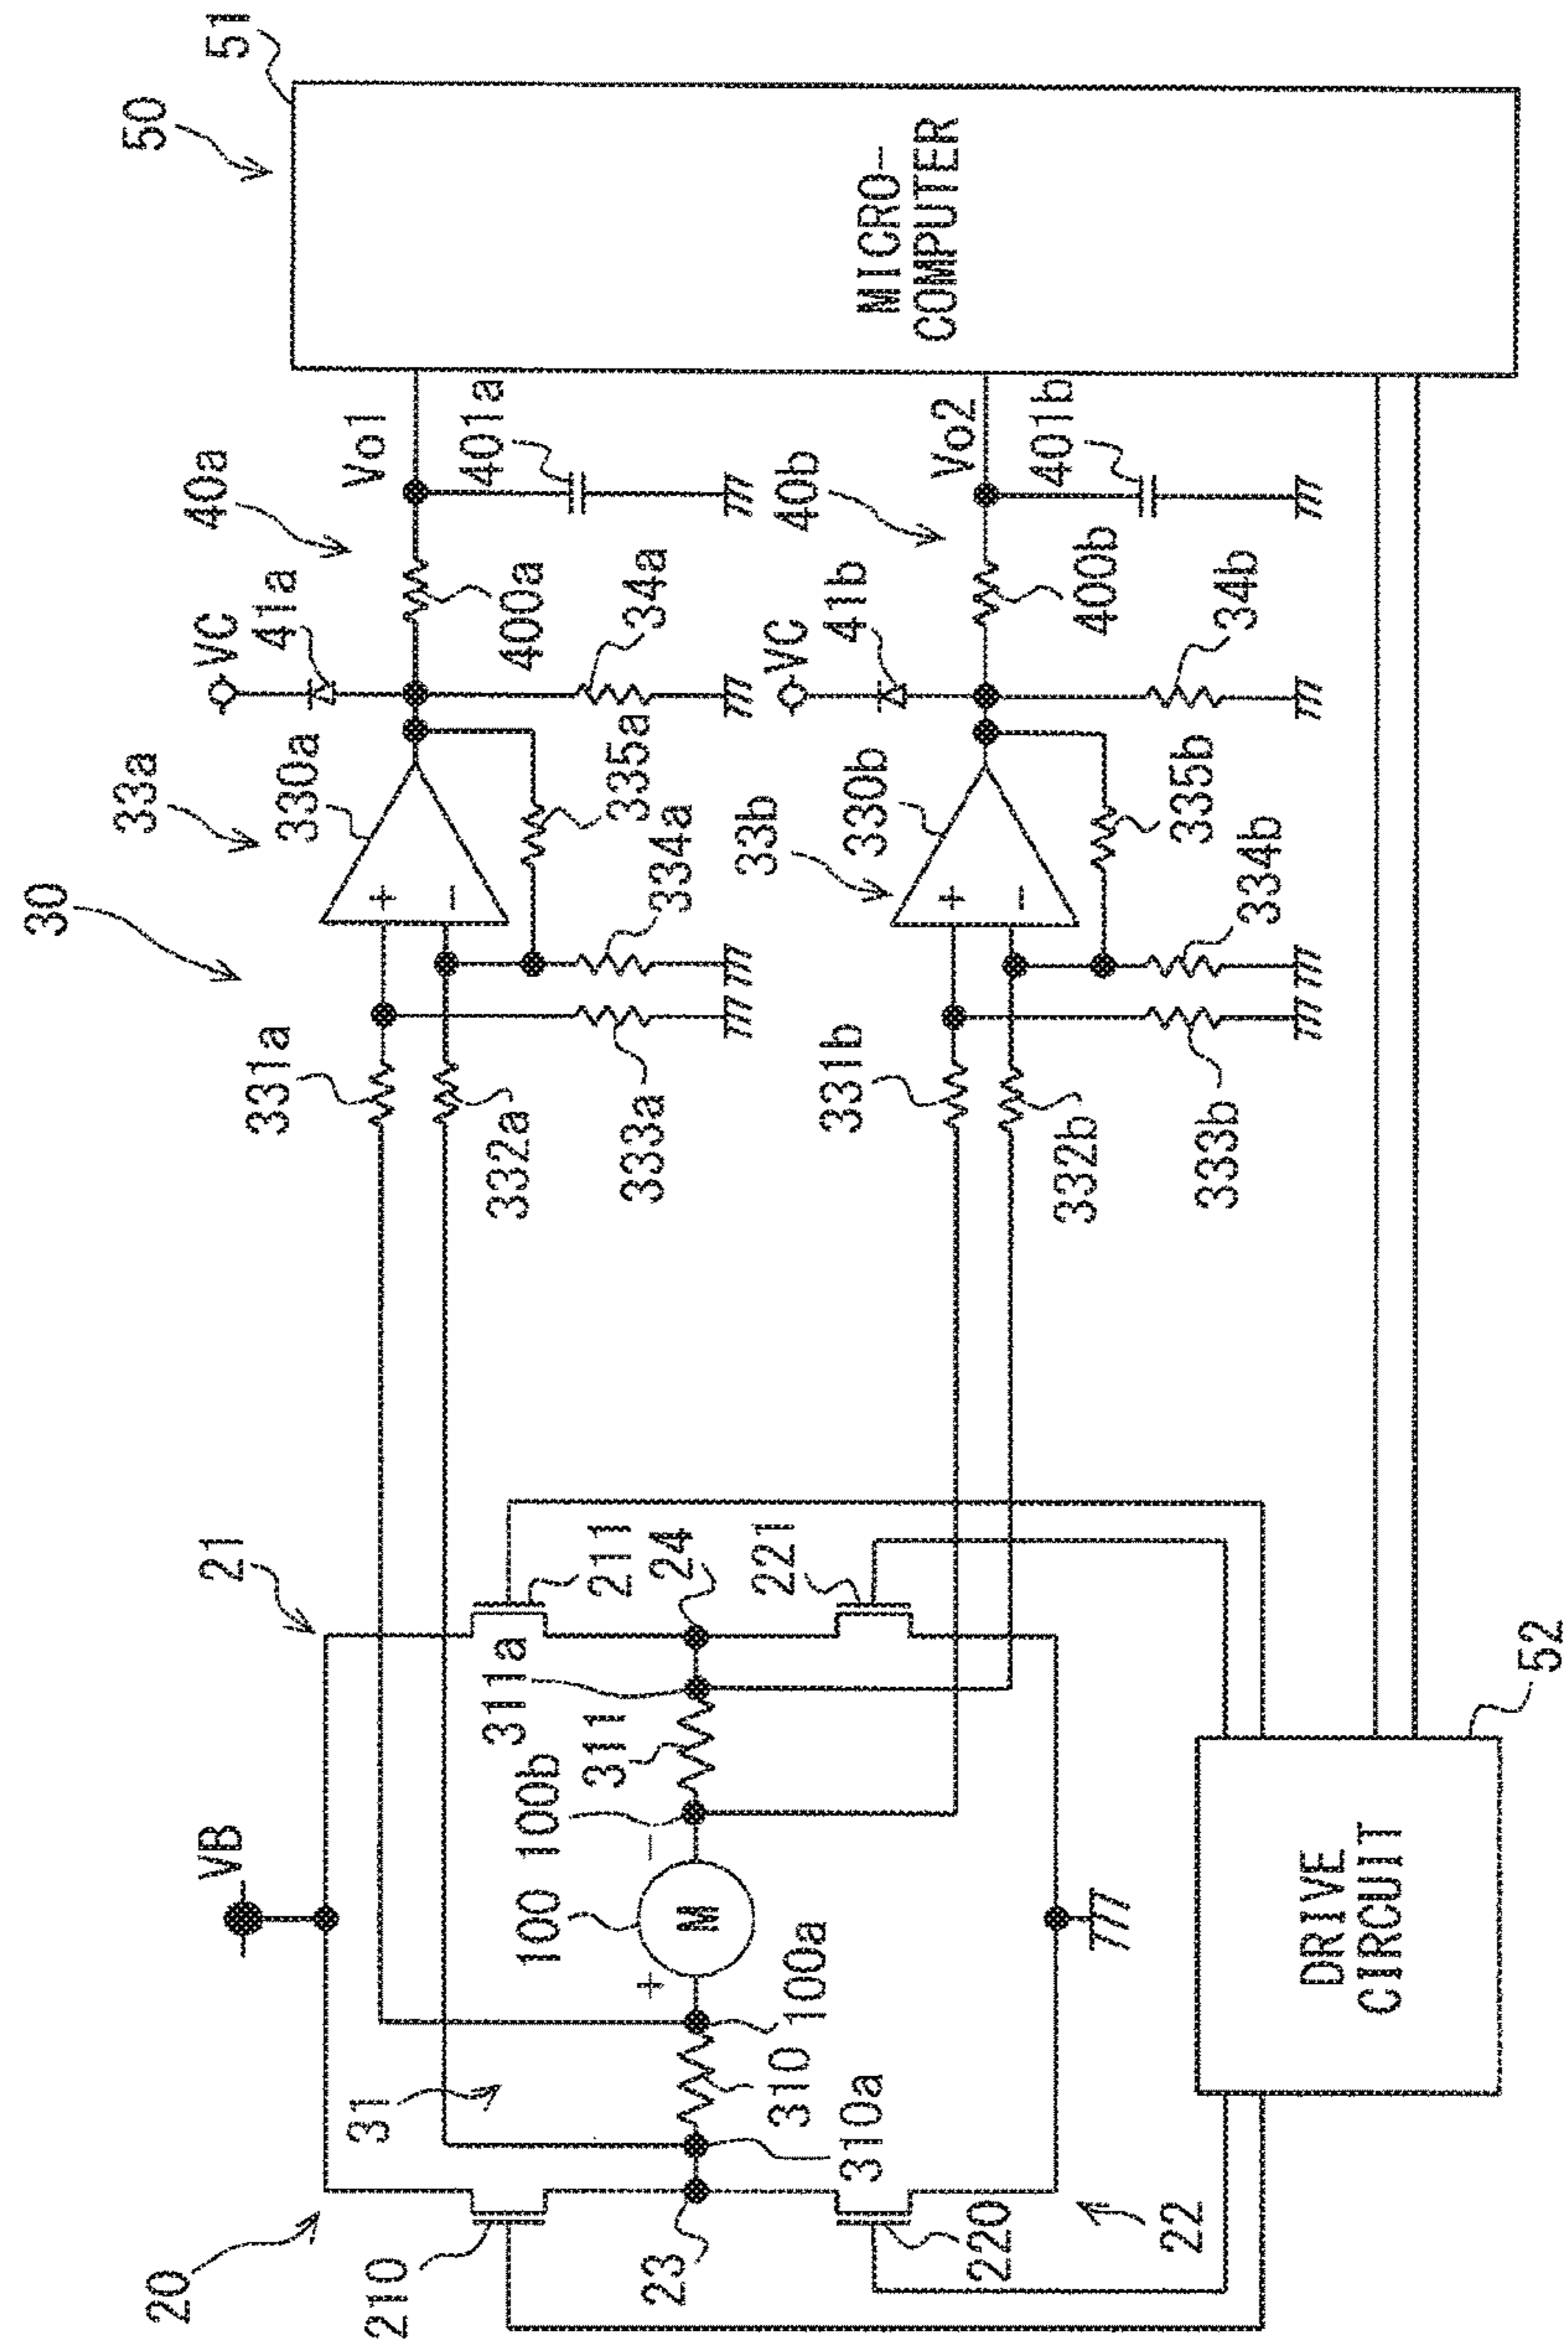 20
210
VB
21
31
310a
310
100a
100
+
M
−
100b
311
311a
211
24
221
23
220
22
DRIVE
CIRCUIT
52
30
33a
330a
+
−
331a
332a
333a
334a
335a
VC
41a
40a
400a
34a
Vo1
401a
33b
330b
+
−
331b
332b
333b
334b
335b
VC
41b
40b
400b
34b
Vo2
401b
50
51
MICRO-
COMPUTER